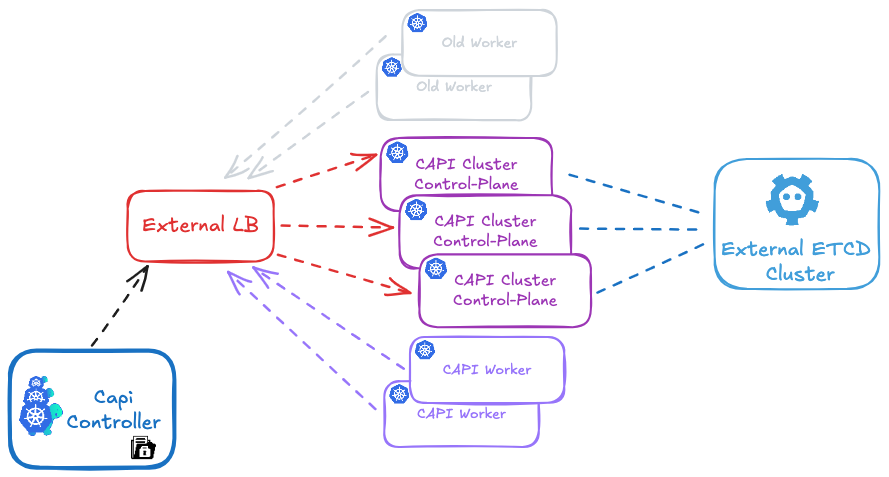 Old Worker
Old Worker
CAPI Cluster
Control-Plane
External LB
CAPI Cluster
Control-Plane
CAPI Cluster
Control-Plane
External ETCD
Cluster
CAPI Worker
CAPI Worker
Capi
Controller